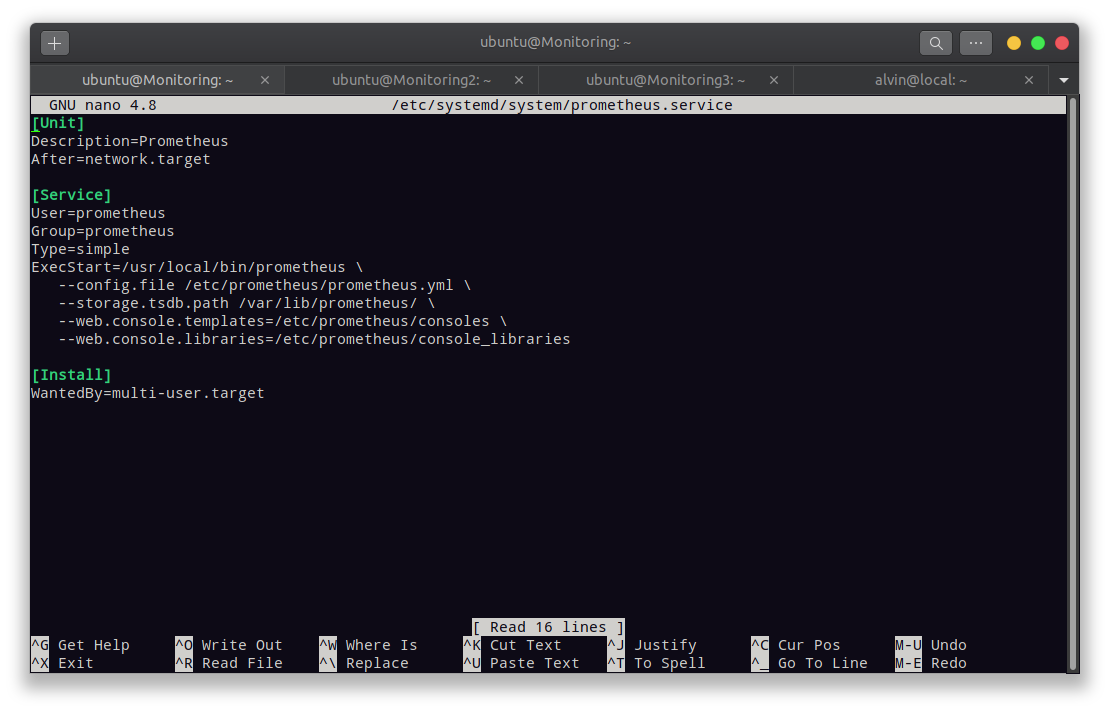 ubuntu@Monitoring: ~
ubuntu@Monitoring: ~ × ubuntu@Monitoring2: ~ × ubuntu@Monitoring3: ~ × alvin@local: ~ ×
GNU nano 4.8 /etc/systemd/system/prometheus.service
[Unit]
Description=Prometheus
After=network.target
[Service]
User=prometheus
Group=prometheus
Type=simple
ExecStart=/usr/local/bin/prometheus \
   --config.file /etc/prometheus/prometheus.yml \
   --storage.tsdb.path /var/lib/prometheus/ \
   --web.console.templates=/etc/prometheus/consoles \
   --web.console.libraries=/etc/prometheus/console_libraries
[Install]
WantedBy=multi-user.target
[ Read 16 lines ]
^G Get Help ^O Write Out ^W Where Is ^K Cut Text ^J Justify ^C Cur Pos M-U Undo
^X Exit ^R Read File ^\ Replace ^U Paste Text ^T To Spell ^_ Go To Line M-E Redo